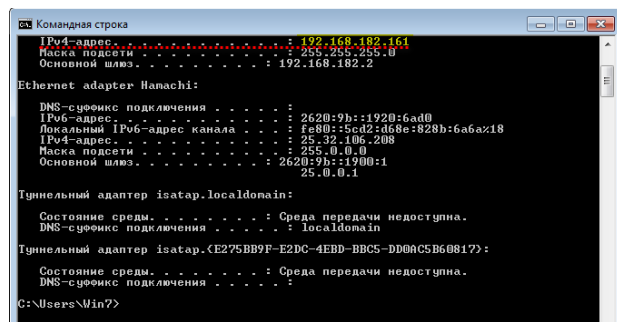 Командная строка
IPv4-адрес. . . . . . . . . . . . : 192.168.182.161
Маска подсети . . . . . . . . . . : 255.255.255.0
Основной шлюз. . . . . . . . . : 192.168.182.2
Ethernet adapter Hamachi:
DNS-суффикс подключения . . . . . :
IPv6-адрес. . . . . . . . . . . . : 2620:9b::1920:6ad0
Локальный IPv6-адрес канала . . . : fe80::5cd2:d68e:828b:6a6a%18
IPv4-адрес. . . . . . . . . . . . : 25.32.106.208
Маска подсети . . . . . . . . . . : 255.0.0.0
Основной шлюз. . . . . . . . . : 2620:9b::1900:1
25.0.0.1
Туннельный адаптер isatap.localdomain:
Состояние среды. . . . . . . . : Среда передачи недоступна.
DNS-суффикс подключения . . . . . : localdomain
Туннельный адаптер isatap.{E275BB9F-E2DC-4EBD-BBC5-DD0AC5B60817}:
Состояние среды. . . . . . . . : Среда передачи недоступна.
DNS-суффикс подключения . . . . . :
C:\Users\Win7>